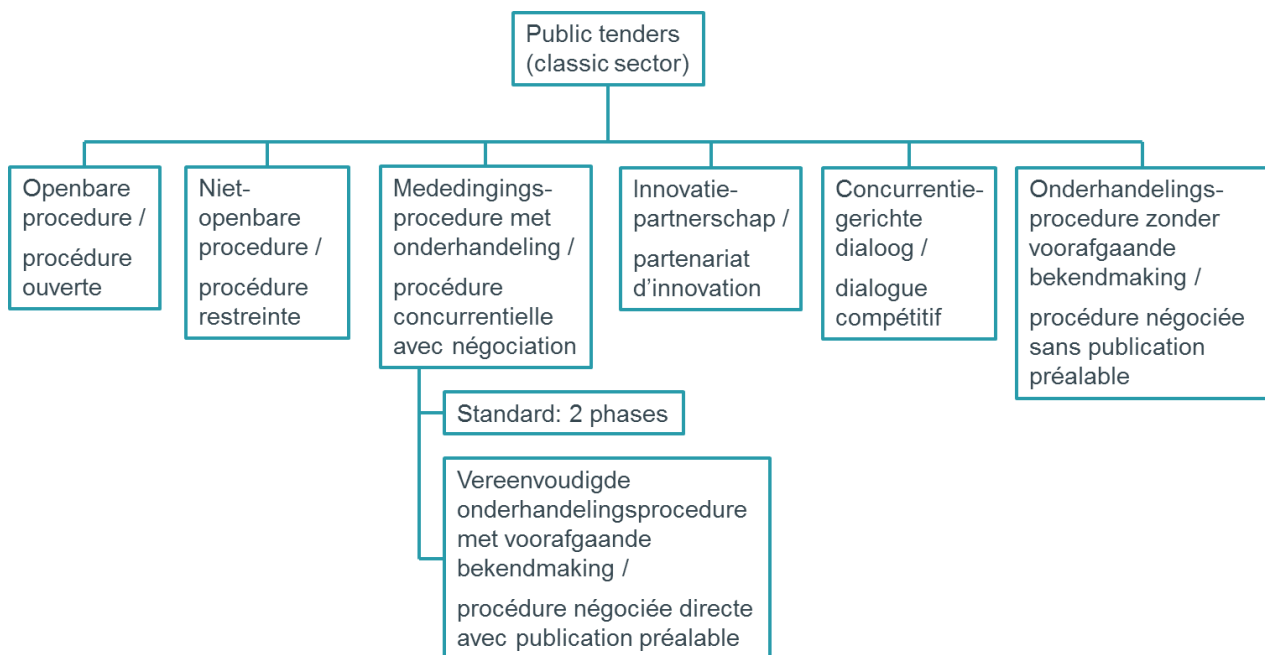 Public tenders
(classic sector)
Openbare
procedure /
procédure
ouverte
Niet-
openbare
procedure /
procédure
restreinte
Mededingings-
procedure met
onderhandeling /
procédure
concurrentielle
avec négociation
Innovatie-
partnerschap /
partenariat
d’innovation
Concurrentie-
gerichte
dialoog /
dialogue
compétitif
Onderhandelings-
procedure zonder
voorafgaande
bekendmaking /
procédure négociée
sans publication
préalable
Standard: 2 phases
Vereenvoudigde
onderhandelingsprocedure
met voorafgaande
bekendmaking /
procédure négociée directe
avec publication préalable